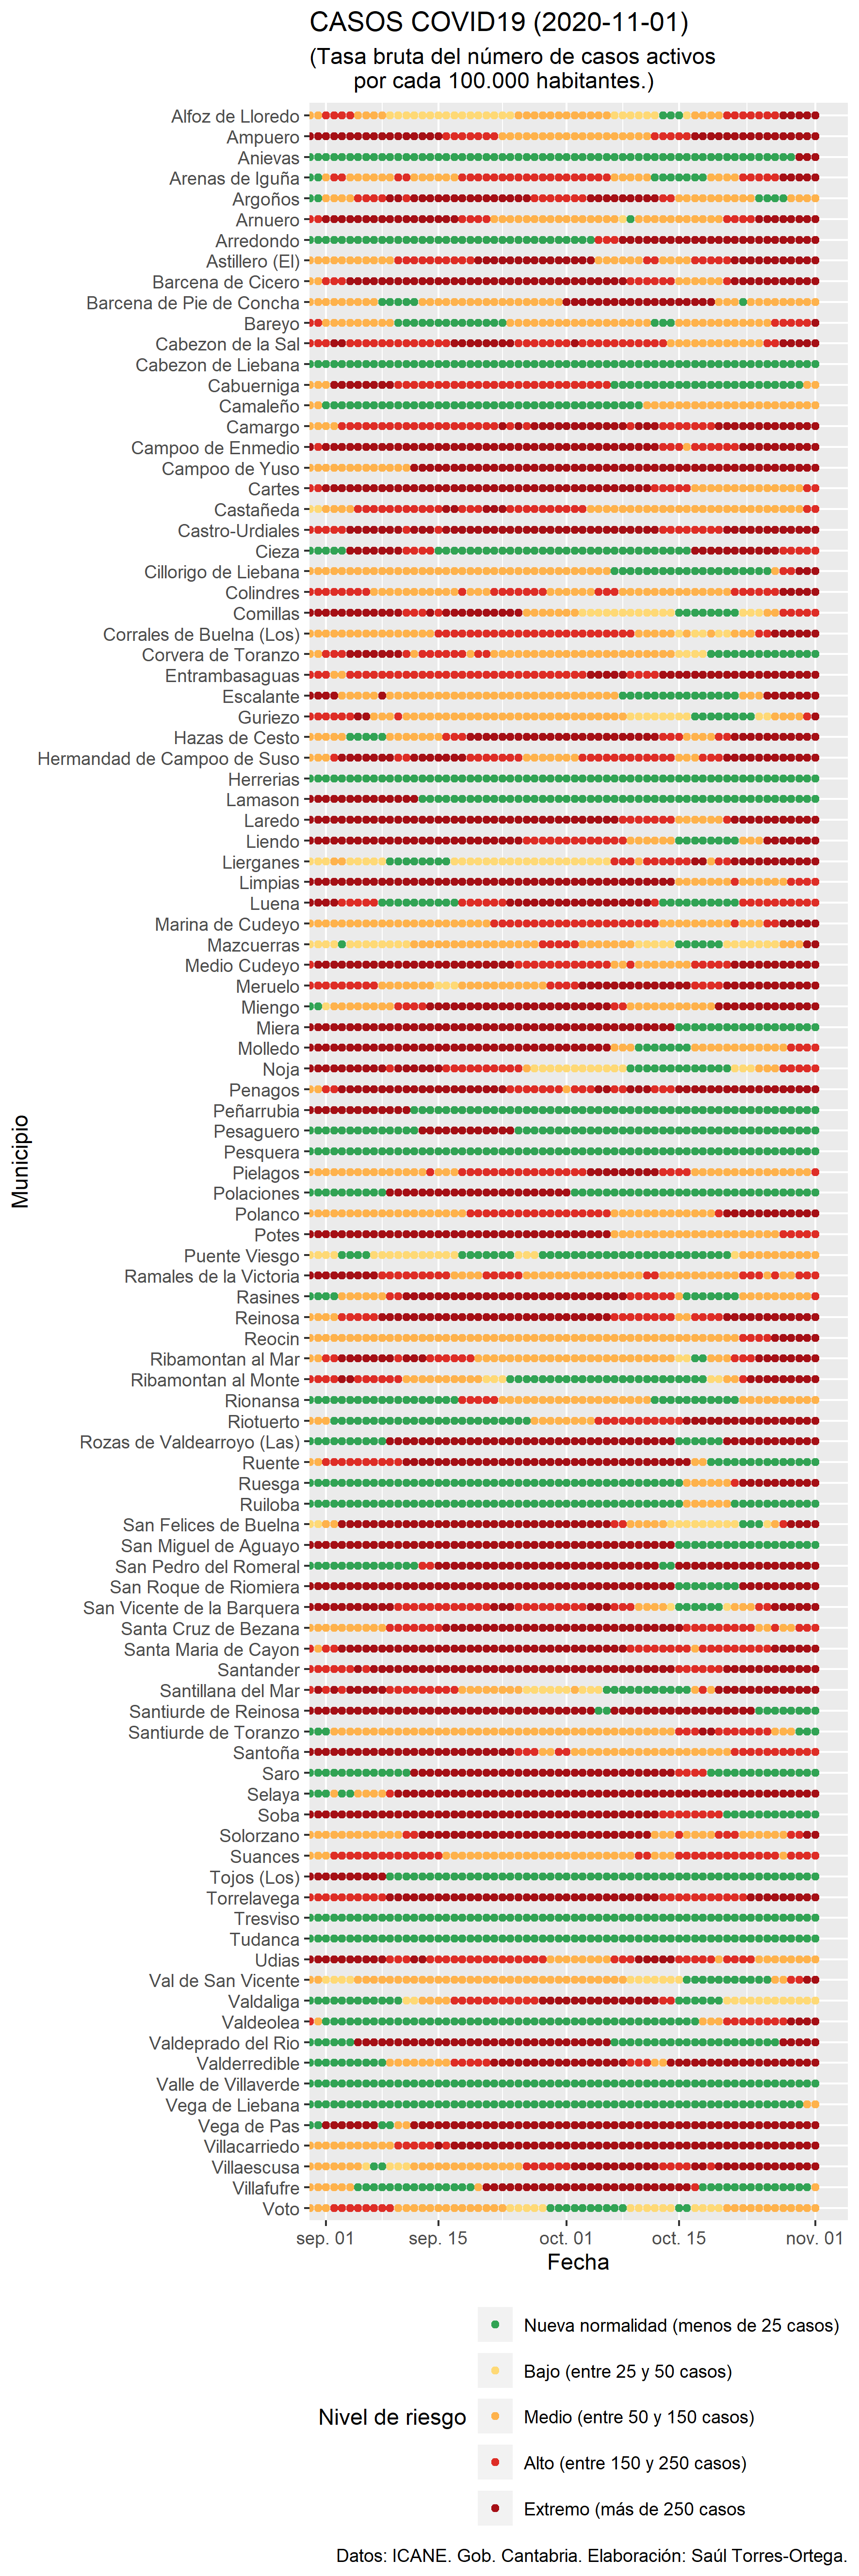 CASOS COVID19 (2020-11-01)
(Tasa bruta del número de casos activos
por cada 100.000 habitantes.)
Alfoz de Lloredo
Ampuero
Anievas
Arenas de Iguña
Argoños
Arnuero
Arredondo
Astillero (El)
Barcena de Cicero
Barcena de Pie de Concha
Bareyo
Cabezon de la Sal
Cabezon de Liebana
Cabuerniga
Camaleño
Camargo
Campoo de Enmedio
Campoo de Yuso
Cartes
Castañeda
Castro-Urdiales
Cieza
Cillorigo de Liebana
Colindres
Comillas
Corrales de Buelna (Los)
Corvera de Toranzo
Entrambasaguas
Escalante
Guriezo
Hazas de Cesto
Hermandad de Campoo de Suso
Herrerias
Lamason
Laredo
Liendo
Lierganes
Limpias
Luena
Marina de Cudeyo
Mazcuerras
Medio Cudeyo
Meruelo
Miengo
Miera
Molledo
Noja
Penagos
Peñarrubia
Pesaguero
Pesquera
Pielagos
Polaciones
Polanco
Potes
Puente Viesgo
Ramales de la Victoria
Rasines
Reinosa
Reocin
Ribamontan al Mar
Ribamontan al Monte
Rionansa
Riotuerto
Rozas de Valdearroyo (Las)
Ruente
Ruesga
Ruiloba
San Felices de Buelna
San Miguel de Aguayo
San Pedro del Romeral
San Roque de Riomiera
San Vicente de la Barquera
Santa Cruz de Bezana
Santa Maria de Cayon
Santander
Santillana del Mar
Santiurde de Reinosa
Santiurde de Toranzo
Santoña
Saro
Selaya
Soba
Solorzano
Suances
Tojos (Los)
Torrelavega
Tresviso
Tudanca
Udias
Val de San Vicente
Valdaliga
Valdeolea
Valdeprado del Rio
Valderredible
Valle de Villaverde
Vega de Liebana
Vega de Pas
Villacarriedo
Villaescusa
Villafufre
Voto
Municipio
sep. 01 sep. 15 oct. 01 oct. 15 nov. 01
Fecha
Nivel de riesgo
Nueva normalidad (menos de 25 casos)
Bajo (entre 25 y 50 casos)
Medio (entre 50 y 150 casos)
Alto (entre 150 y 250 casos)
Extremo (más de 250 casos
Datos: ICANE. Gob. Cantabria. Elaboración: Saúl Torres-Ortega.